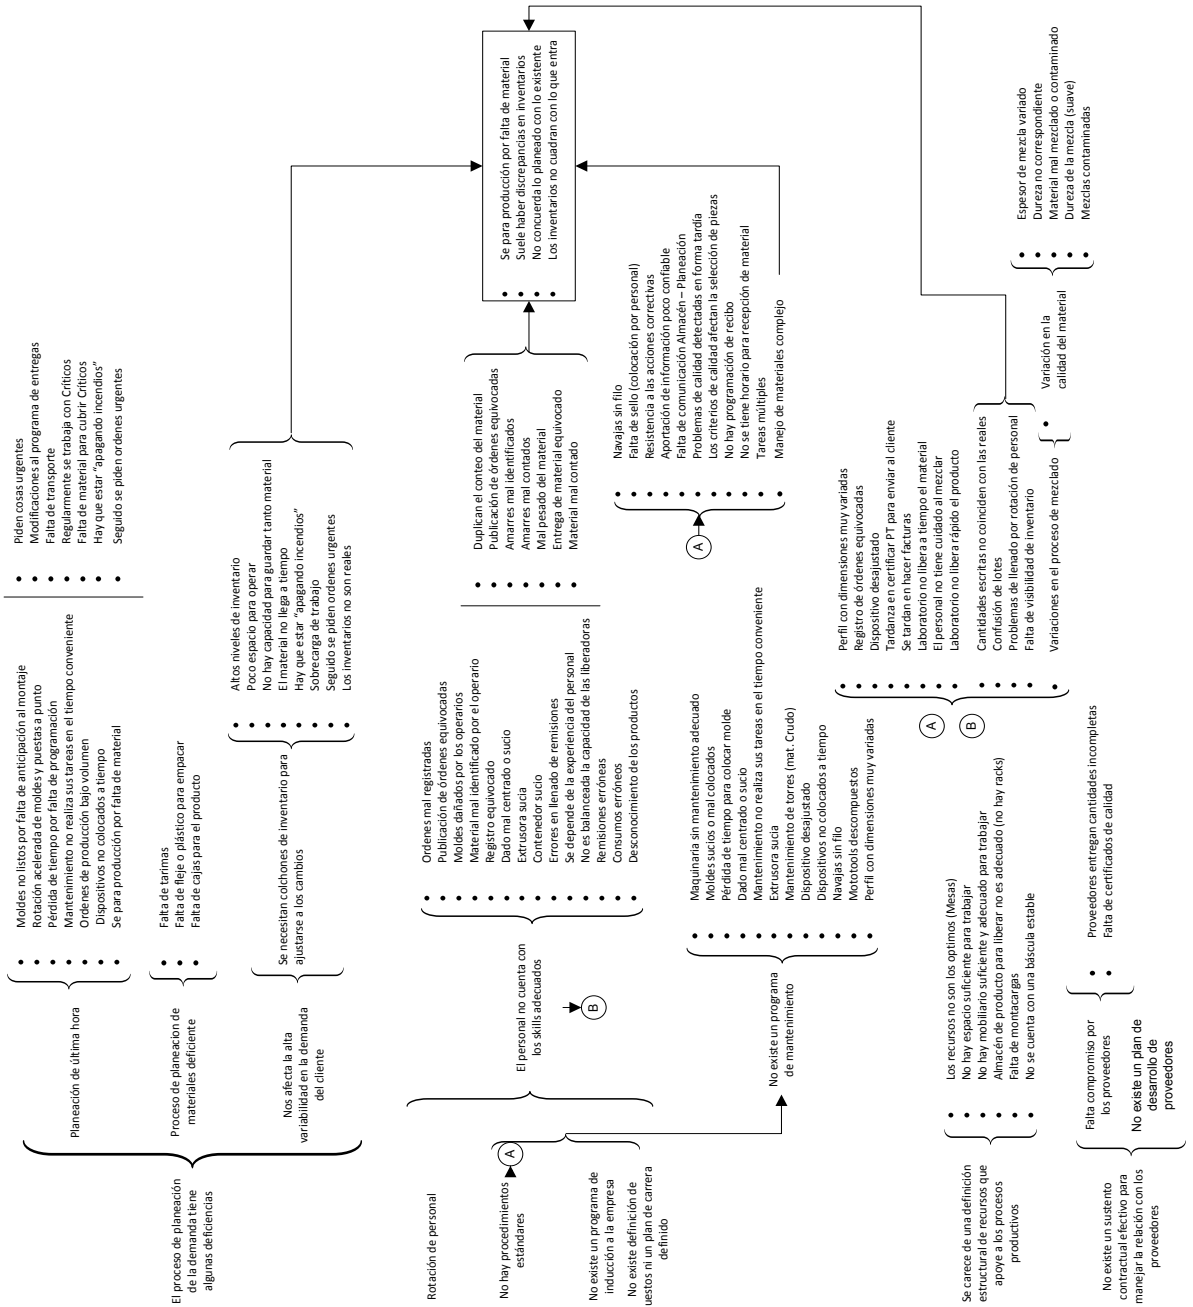 El proceso de planeación
de la demanda tiene
algunas deficiencias
Planeación de última hora
Moldes no listos por falta de anticipación al montaje
Rotación acelerada de moldes y puestas a punto
Pérdida de tiempo por falta de programación
Mantenimiento no realiza sus tareas en el tiempo conveniente
Ordenes de producción bajo volumen
Dispositivos no colocados a tiempo
Se para producción por falta de material
Piden cosas urgentes
Modificaciones al programa de entregas
Falta de transporte
Regularmente se trabaja con Críticos
Falta de material para cubrir Críticos
Hay que estar "apagando incendios"
Seguido se piden ordenes urgentes
Proceso de planeacion de
materiales deficiente
Falta de tarimas
Falta de fleje o plástico para empacar
Falta de cajas para el producto
Nos afecta la alta
variabilidad en la demanda
del cliente
Se necesitan colchones de inventario para
ajustarse a los cambios
Altos niveles de inventario
Poco espacio para operar
No hay capacidad para guardar tanto material
El material no llega a tiempo
Hay que estar "apagando incendios"
Sobrecarga de trabajo
Seguido se piden ordenes urgentes
Los inventarios no son reales
Rotación de personal
No hay procedimientos
estándares
A
No existe un programa de
inducción a la empresa
No existe definición de
uestos ni un plan de carrera
definido
El personal no cuenta con
los skills adecuados
B
Ordenes mal registradas
Publicación de órdenes equivocadas
Moldes dañados por los operarios
Material identificado por el operario
Registro equivocado
Dado mal centrado o sucio
Extrusora sucia
Contenedor sucio
Errores en llenado de remisiones
Se depende de la experiencia del personal
No es balanceada la capacidad de las liberadoras
Remisiones erróneas
Consumos erróneos
Desconocimiento de los productos
Duplican el conteo del material
Publicación de órdenes equivocadas
Amarres mal identificados
Amarres mal contados
Mal pesado del material
Entrega de material equivocado
Material mal contado
Se para producción por falta de material
Suele haber discrepancias en inventarios
No concuerda lo planeado con lo existente
Los inventarios no cuadran con lo que entra
A
Navajas sin filo
Falta de sello (colocación por personal)
Resistencia a las acciones correctivas
Aportación de información poco confiable
Falta de comunicación Almacén – Planeación
Problemas de calidad detectadas en forma tardía
Los criterios de calidad afectan la selección de piezas
No hay programación de recibo
No se tiene horario para recepción de material
Tareas múltiples
Manejo de materiales complejo
No existe un programa
de mantenimiento
Maquinaria sin mantenimiento adecuado
Moldes sucios o mal colocados
Pérdida de tiempo para colocar molde
Dado mal centrado o sucio
Mantenimiento no realiza sus tareas en el tiempo conveniente
Extrusora sucia
Mantenimiento de torres (mat. Crudo)
Dispositivo desajustado
Dispositivos no colocados a tiempo
Navajas sin filo
Mototools descompuestos
Perfil con dimensiones muy variadas
A
B
Perfil con dimensiones muy variadas
Registro de órdenes equivocadas
Dispositivo desajustado
Tardanza en certificar PT para enviar al cliente
Se tardan en hacer facturas
Laboratorio no libera a tiempo el material
El personal no tiene cuidado al mezclar
Laboratorio no libera rápido el producto
Cantidades escritas no coinciden con las reales
Confusión de lotes
Problemas de llenado por rotación de personal
Falta de visibilidad de inventario
Variaciones en el proceso de mezclado
Variación en la
calidad del material
Espesor de mezcla variado
Dureza no correspondiente
Material mal mezclado o contaminado
Dureza de la mezcla (suave)
Mezclas contaminadas
Se carece de una definición
estructural de recursos que
apoye a los procesos
productivos
Los recursos no son los optimos (Mesas)
No hay espacio suficiente para trabajar
No hay mobiliario suficiente y adecuado para trabajar
Almacén de producto para liberar no es adecuado (no hay racks)
Falta de montacargas
No se cuenta con una báscula estable
No existe un sustento
contractual efectivo para
manejar la relación con los
proveedores
Falta compromiso por
los proveedores
Proveedores entregan cantidades incompletas
Falta de certificados de calidad
No existe un plan de
desarrollo de
proveedores